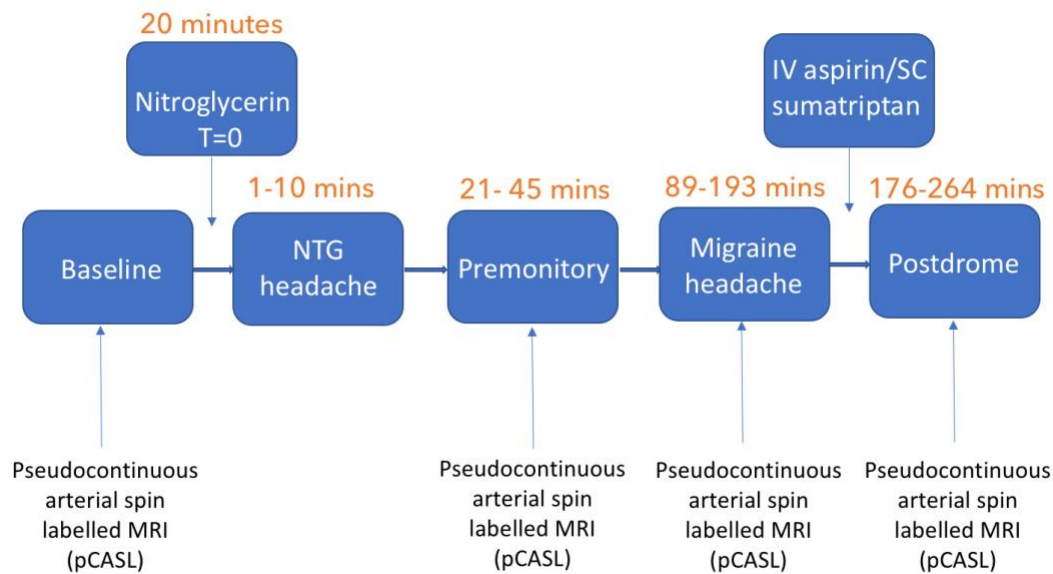 20 minutes
Nitroglycerin
T=0
IV aspirin/SC
sumatriptan
1-10 mins
21- 45 mins
89-193 mins
176-264 mins
Baseline
NTG
headache
Premonitory
Migraine
headache
Postdrome
Pseudocontinuous
arterial spin
labelled MRI
(pCASL)
Pseudocontinuous
arterial spin
labelled MRI
(pCASL)
Pseudocontinuous
arterial spin
labelled MRI
(pCASL)
Pseudocontinuous
arterial spin
labelled MRI
(pCASL)